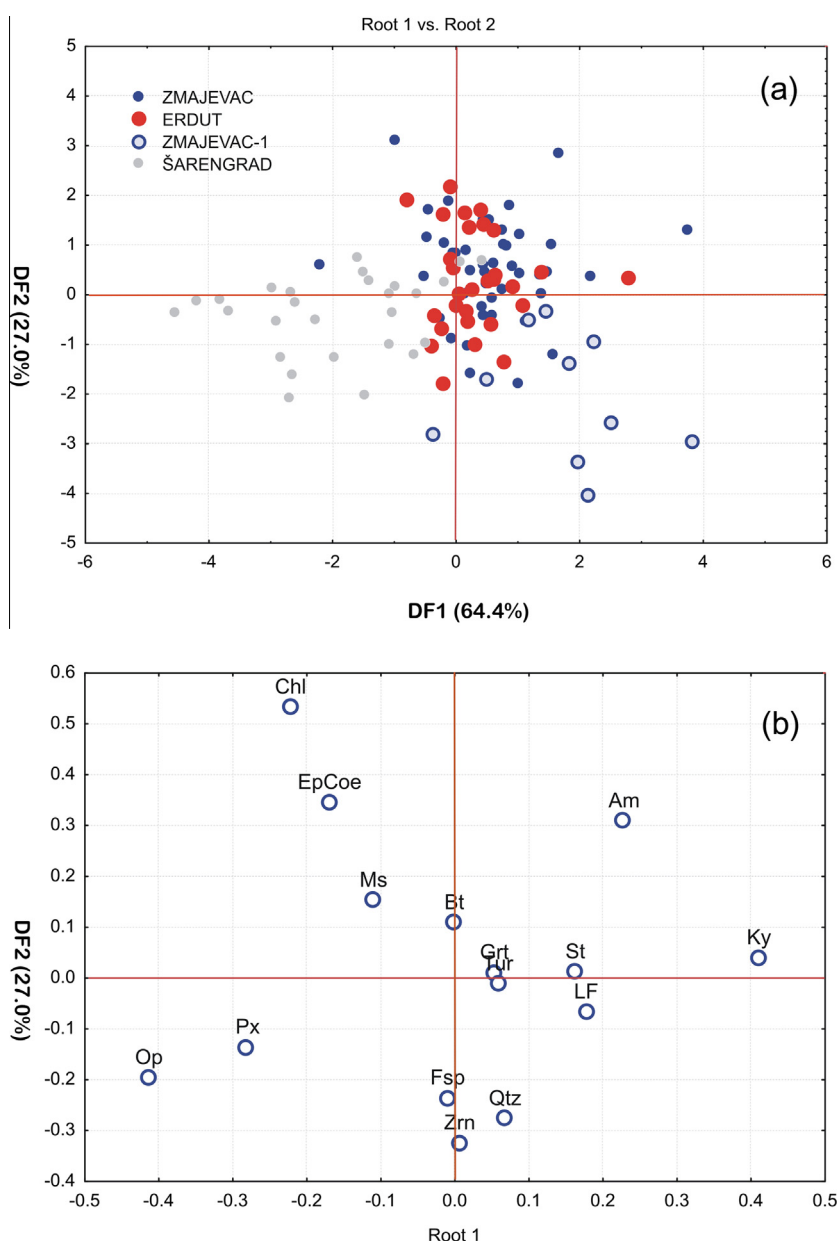 Root 1 vs. Root 2
(a)
ZMAJEVAC
ERDUT
ZMAJEVAC-1
ŠARENGRAD
5
4
3
2
1
0
-1
-2
-3
-4
-5
DF2 (27.0%)
-6 -4 -2 0 2 4 6
DF1 (64.4%)
(b)
0.6
0.5
0.4
0.3
0.2
0.1
0.0
-0.1
-0.2
-0.3
-0.4
DF2 (27.0%)
Chl
EpCoe
Am
Ms
Bt
Ky
Grt
St
Tur
LF
Px
Op
Fsp
Qtz
Zrn
-0.5 -0.4 -0.3 -0.2 -0.1 0.0 0.1 0.2 0.3 0.4 0.5
Root 1